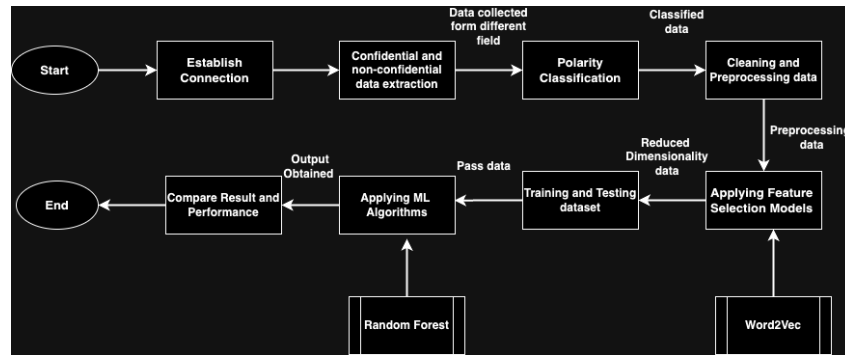 Data collected
form different
field
Classified
data
Start
Establish
Connection
Confidential and
non-confidential
data extraction
Polarity
Classification
Cleaning and
Preprocessing data
Preprocessing
data
Reduced
Dimensionality
data
Pass data
Output
Obtained
End
Compare Result and
Performance
Applying ML
Algorithms
Training and Testing
dataset
Applying Feature
Selection Models
Random Forest
Word2Vec